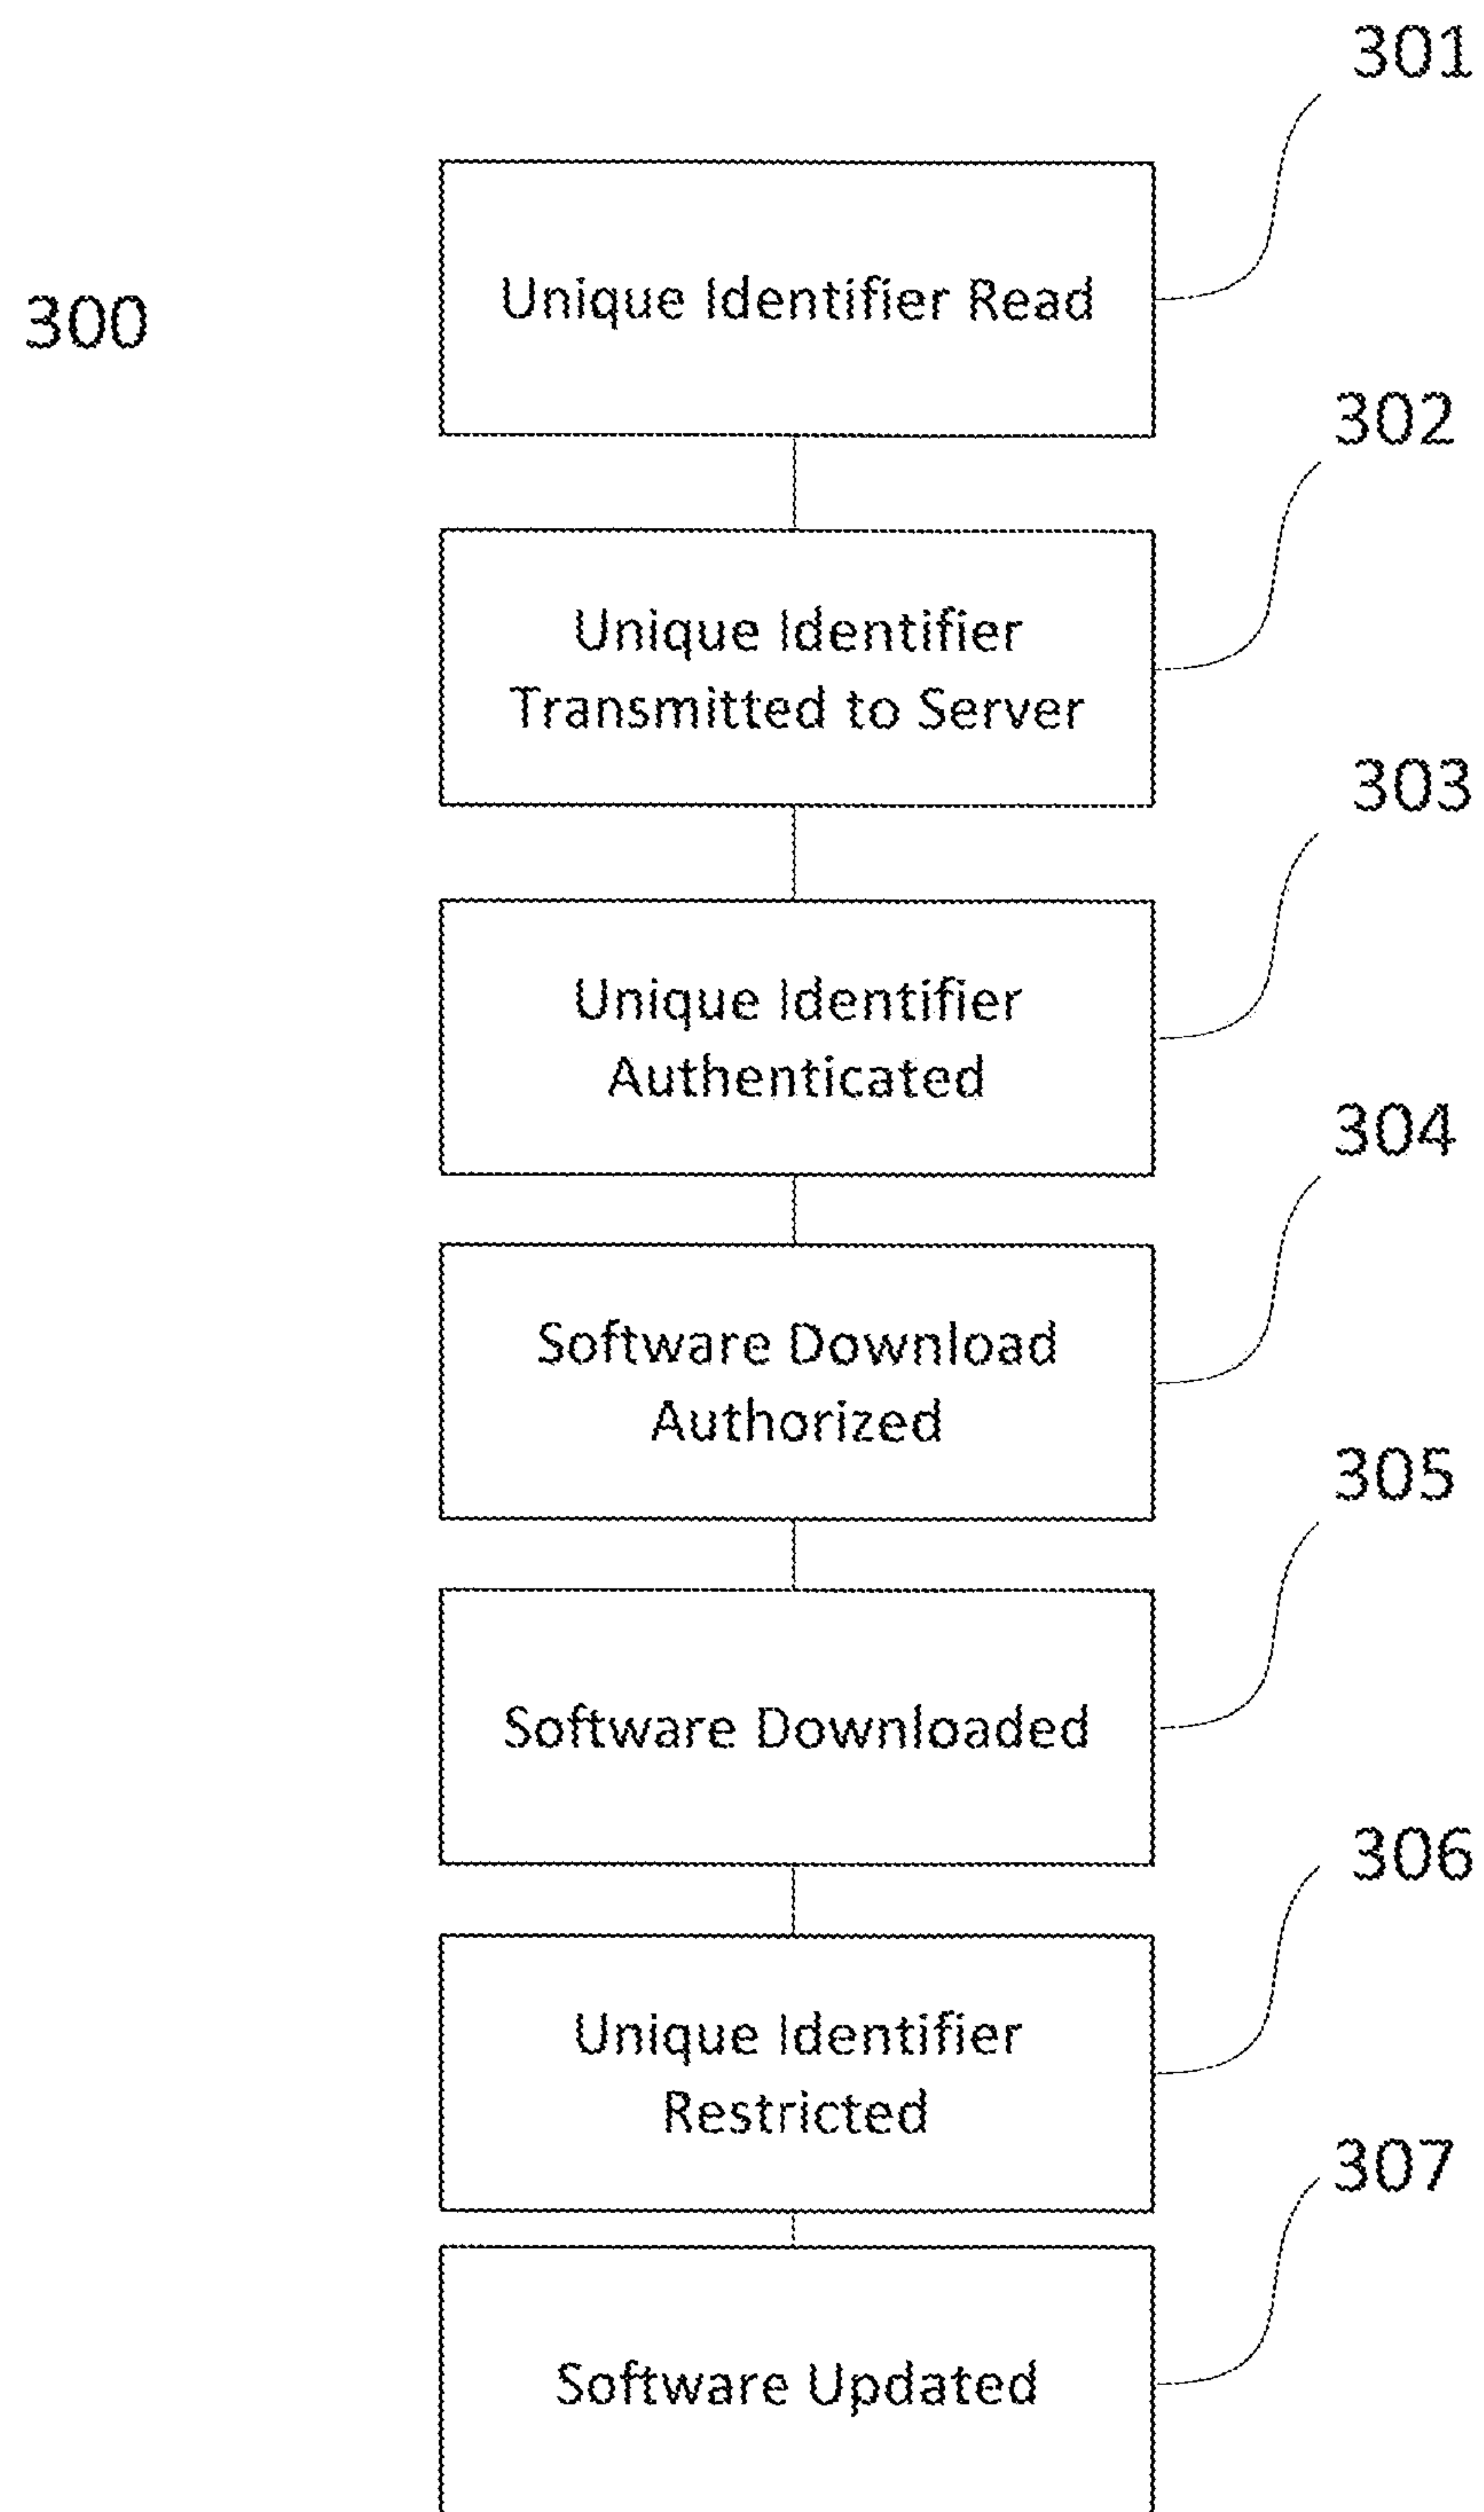 301
300
Unique Identifier Read
302
Unique Identifier
Transmitted to Server
303
Unique Identifier
Authenticated
304
Software Download
Authorized
305
Software Downloaded
306
Unique Identifier
Restricted
307
Software Updated